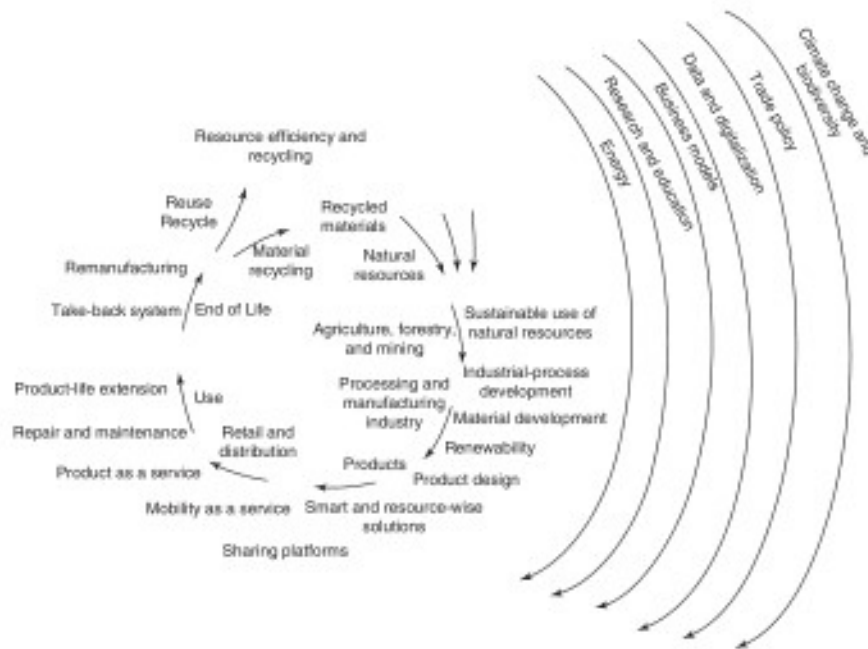 Climate change and
biodiversity
Trade policy
Data and digitalization
Business models
Research and education
Energy
Resource efficiency and
recycling
Reuse
Recycle
Recycled
materials
Material
recycling
Natural
resources
Remanufacturing
Take-back system
End of Life
Sustainable use of
natural resources
Agriculture, forestry,
and mining
Industrial-process
development
Processing and
manufacturing
industry
Material development
Renewability
Product-life extension
Use
Repair and maintenance
Retail and
distribution
Products
Product design
Product as a service
Mobility as a service
Smart and resource-wise
solutions
Sharing platforms